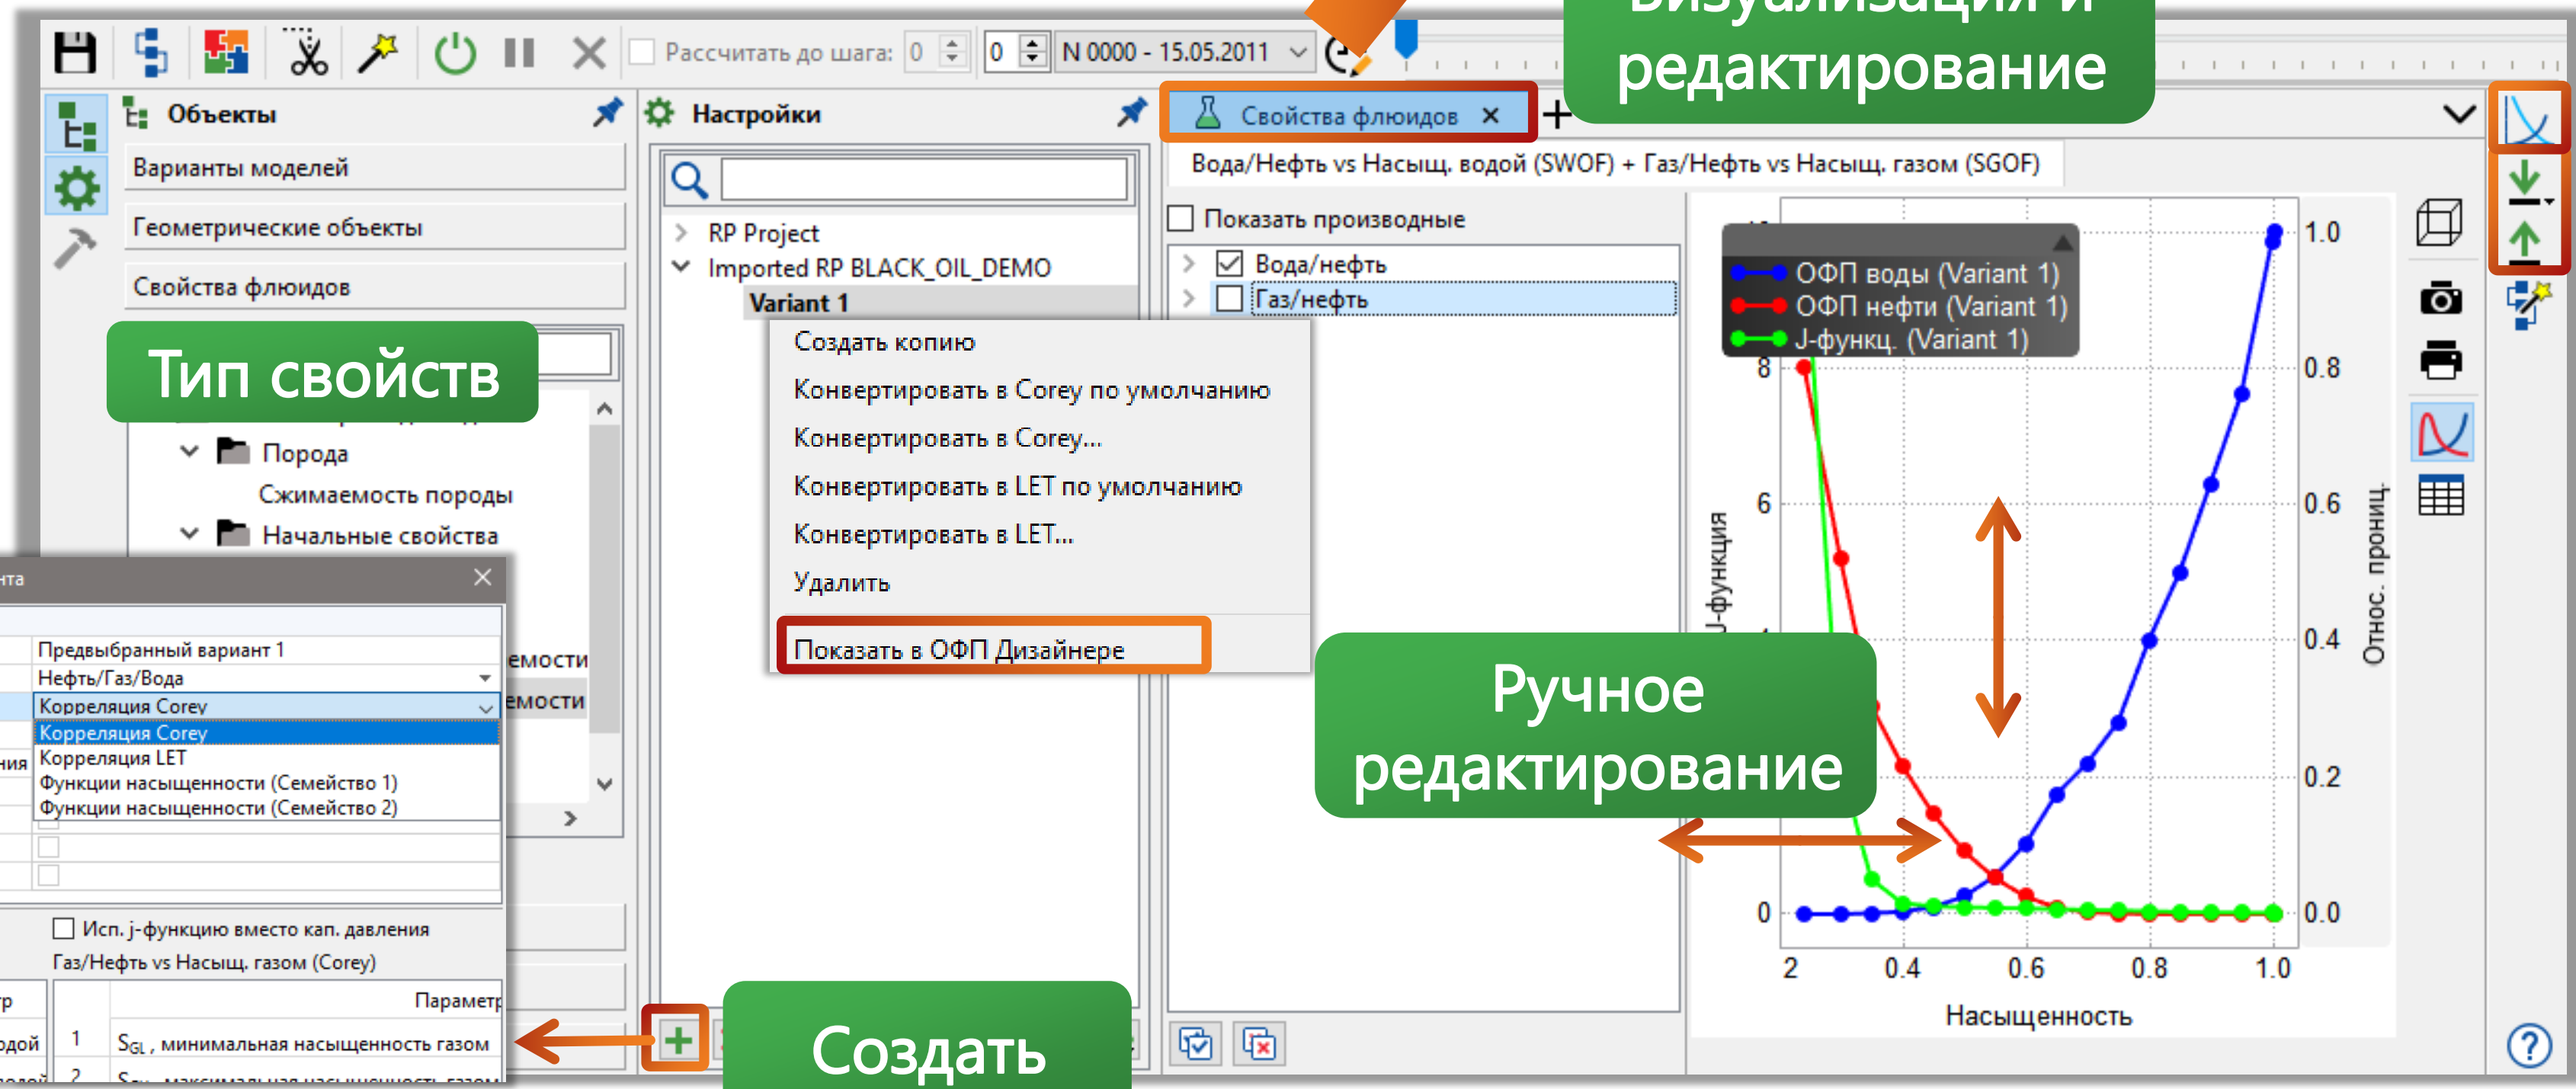 Визуализация и
редактирование
Рассчитать до шага: 0
0
N 0000 - 15.05.2011
Объекты
Варианты моделей
Геометрические объекты
Свойства флюидов
Тип свойств
Порода
Сжимаемость породы
Начальные свойства
емости
емости
нта
Предвыбранный вариант 1
Нефть/Газ/Вода
Корреляция Corey
Корреляция Corey
ния
Корреляция LET
Функции насыщенности (Семейство 1)
Функции насыщенности (Семейство 2)
Исп. j-функцию вместо кап. давления
Газ/Нефть vs Насыщ. газом (Corey)
Параметр
одой
1
SGL , минимальная насыщенность газом
2
Настройки
RP Project
Imported RP BLACK_OIL_DEMO
Variant 1
Создать копию
Конвертировать в Corey по умолчанию
Конвертировать в Corey...
Конвертировать в LET по умолчанию
Конвертировать в LET...
Удалить
Показать в ОФП Дизайнере
Создать
Свойства флюидов
Вода/Нефть vs Насыщ. водой (SWOF) + Газ/Нефть vs Насыщ. газом (SGOF)
Показать производные
Вода/нефть
Газ/нефть
Ручное
редактирование
ОФП воды (Variant 1)
ОФП нефти (Variant 1)
J-функц. (Variant 1)
8
6
0
J-функция
1.0
0.8
0.6
0.4
0.2
0.0
Относ. прониц.
2 0.4 0.6 0.8 1.0
Насыщенность